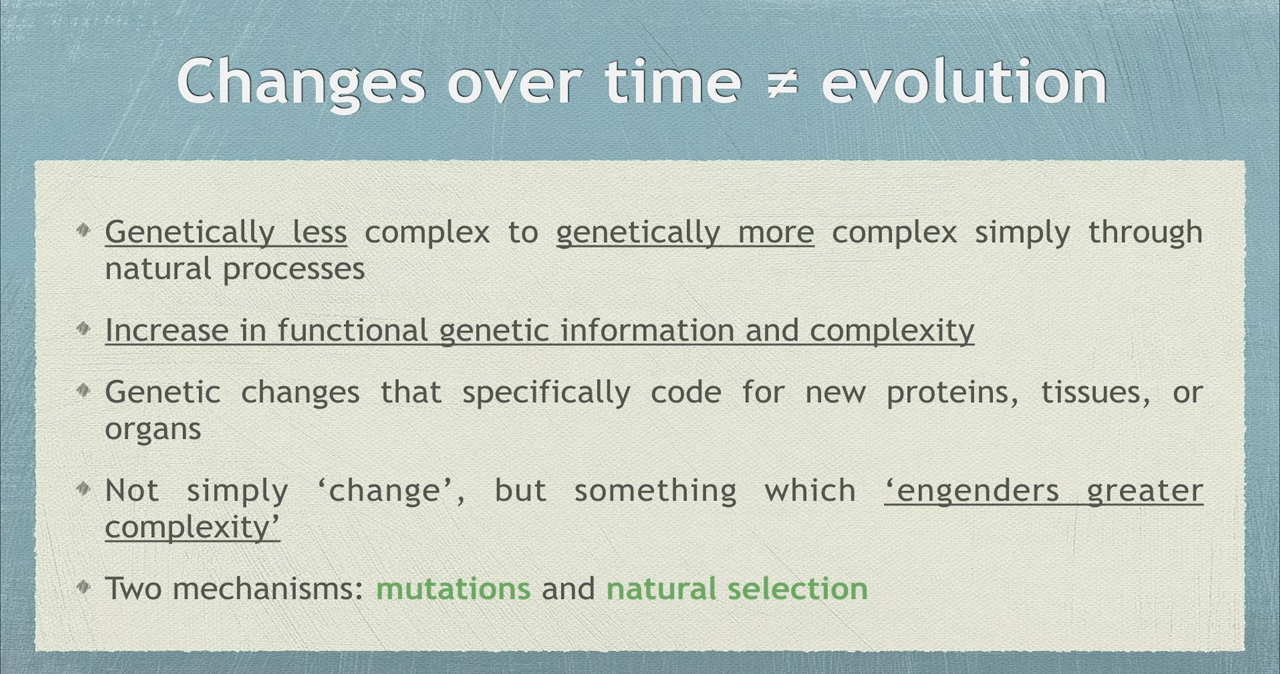 Changes over time ≠ evolution
Genetically less complex to genetically more complex simply through
natural processes
Increase in functional genetic information and complexity
Genetic changes that specifically code for new proteins, tissues, or
organs
Not simply ‘change’, but something which ‘engenders greater
complexity’
Two mechanisms: mutations and natural selection